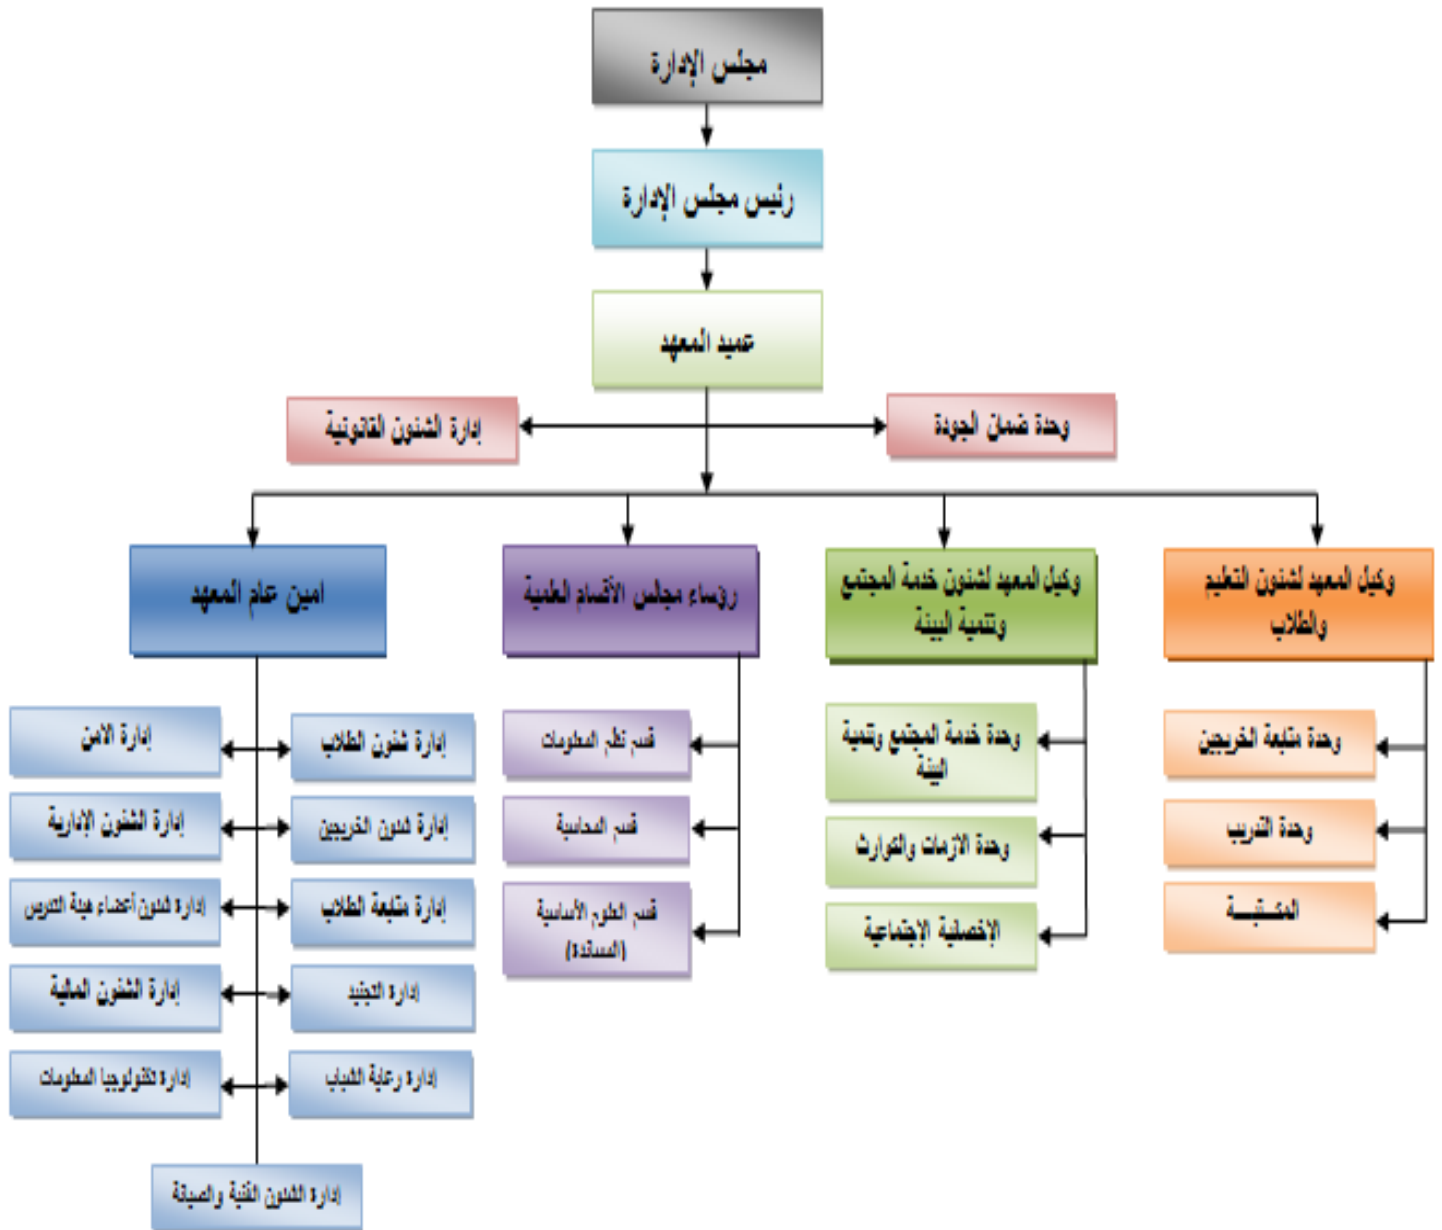 مجلس الإدارة
رئيس مجلس الإدارة
عميد المعهد
وحدة ضمان الجودة
إدارة الشئون القانونية
وكيل المعهد لشئون التعليم
والطلاب
وكيل المعهد لشئون خدمة المجتمع
وتنمية البيئة
رؤساء مجالس الأقسام العلمية
امين عام المعهد
وحدة متابعة الخريجين
وحدة التدريب
المكتبة
وحدة خدمة المجتمع وتنمية
البيئة
وحدة الازمات والكوارث
الإخصائية الإجتماعية
قسم نظم المعلومات
قسم المحاسبة
قسم العلوم الأساسية
(المساندة)
إدارة شئون الطلاب
إدارة الامن
إدارة شئون الخريجين
إدارة الشئون الإدارية
إدارة متابعة الطلاب
إدارة شئون أعضاء هيئة التدريس
إدارة التجنيد
إدارة الشئون المالية
إدارة رعاية الشباب
إدارة تكنولوجيا المعلومات
إدارة الشئون الفنية والصيانة